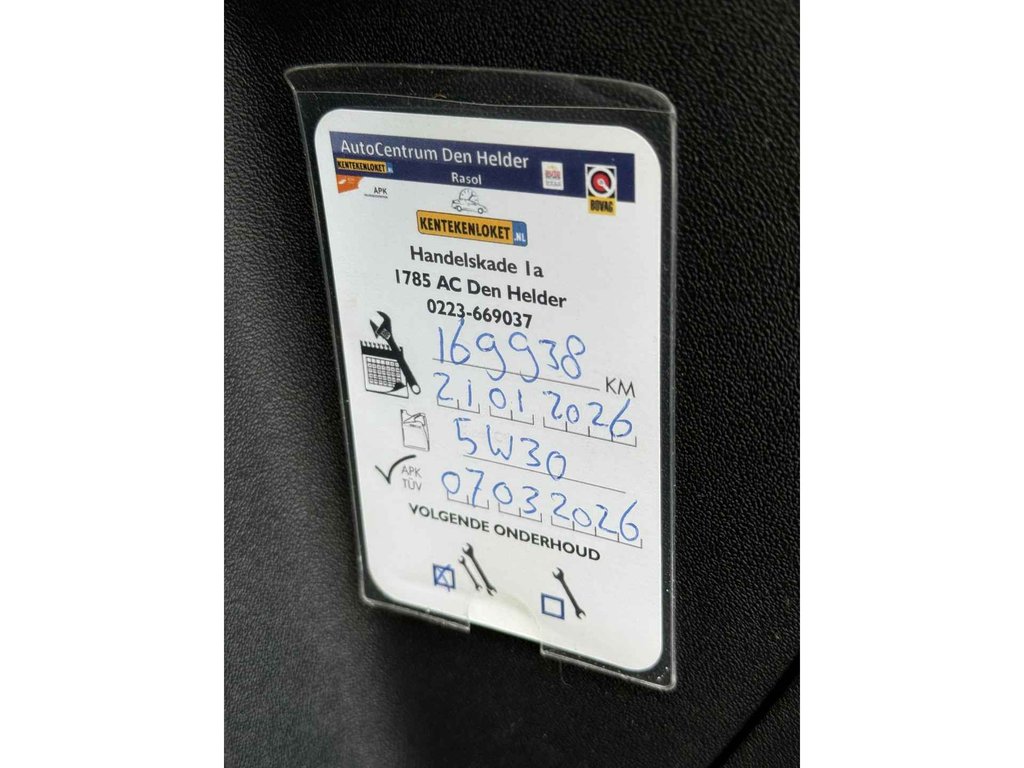 AutoCentrum Den Helder
Rasol
KENTEKENLOKET.NL
APK
BOVAG
KENTEKENLOKET.NL
Handelskade 1a
1785 AC Den Helder
0223-669037
169938 KM
21 01 2026
5W30
APK
TÜV
07 03 2026
VOLGENDE ONDERHOUD